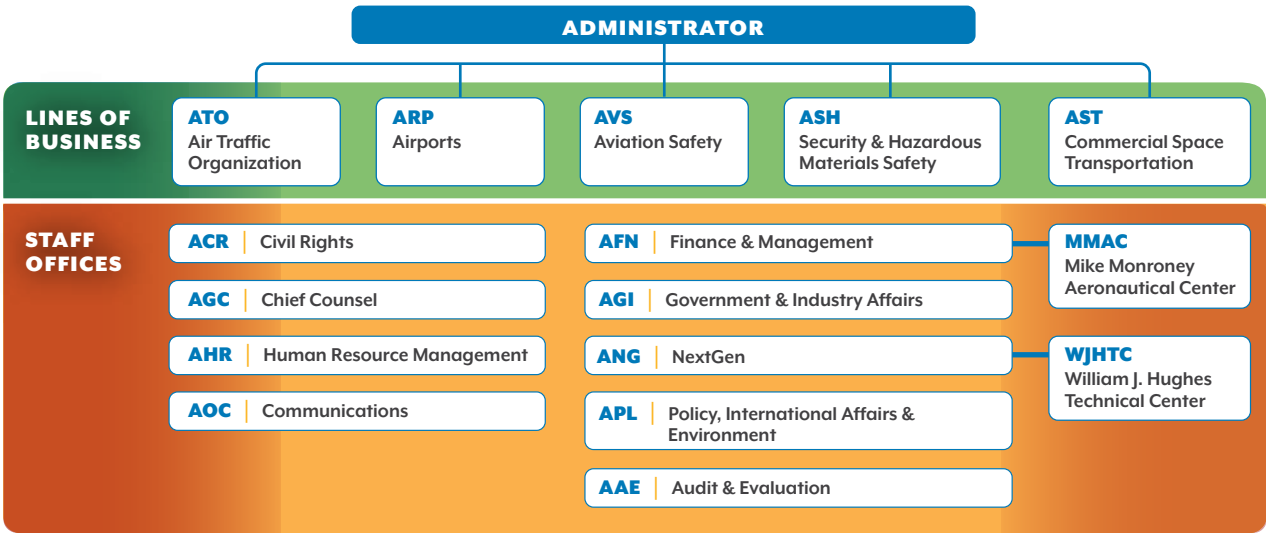 ADMINISTRATOR
LINES OF
BUSINESS
ATO
Air Traffic
Organization
ARP
Airports
AVS
Aviation Safety
ASH
Security & Hazardous
Materials Safety
AST
Commercial Space
Transportation
STAFF
OFFICES
ACR | Civil Rights
AGC | Chief Counsel
AHR | Human Resource Management
AOC | Communications
AFN | Finance & Management
AGI | Government & Industry Affairs
ANG | NextGen
APL | Policy, International Affairs &
Environment
AAE | Audit & Evaluation
MMAC
Mike Monroney
Aeronautical Center
WJHTC
William J. Hughes
Technical Center